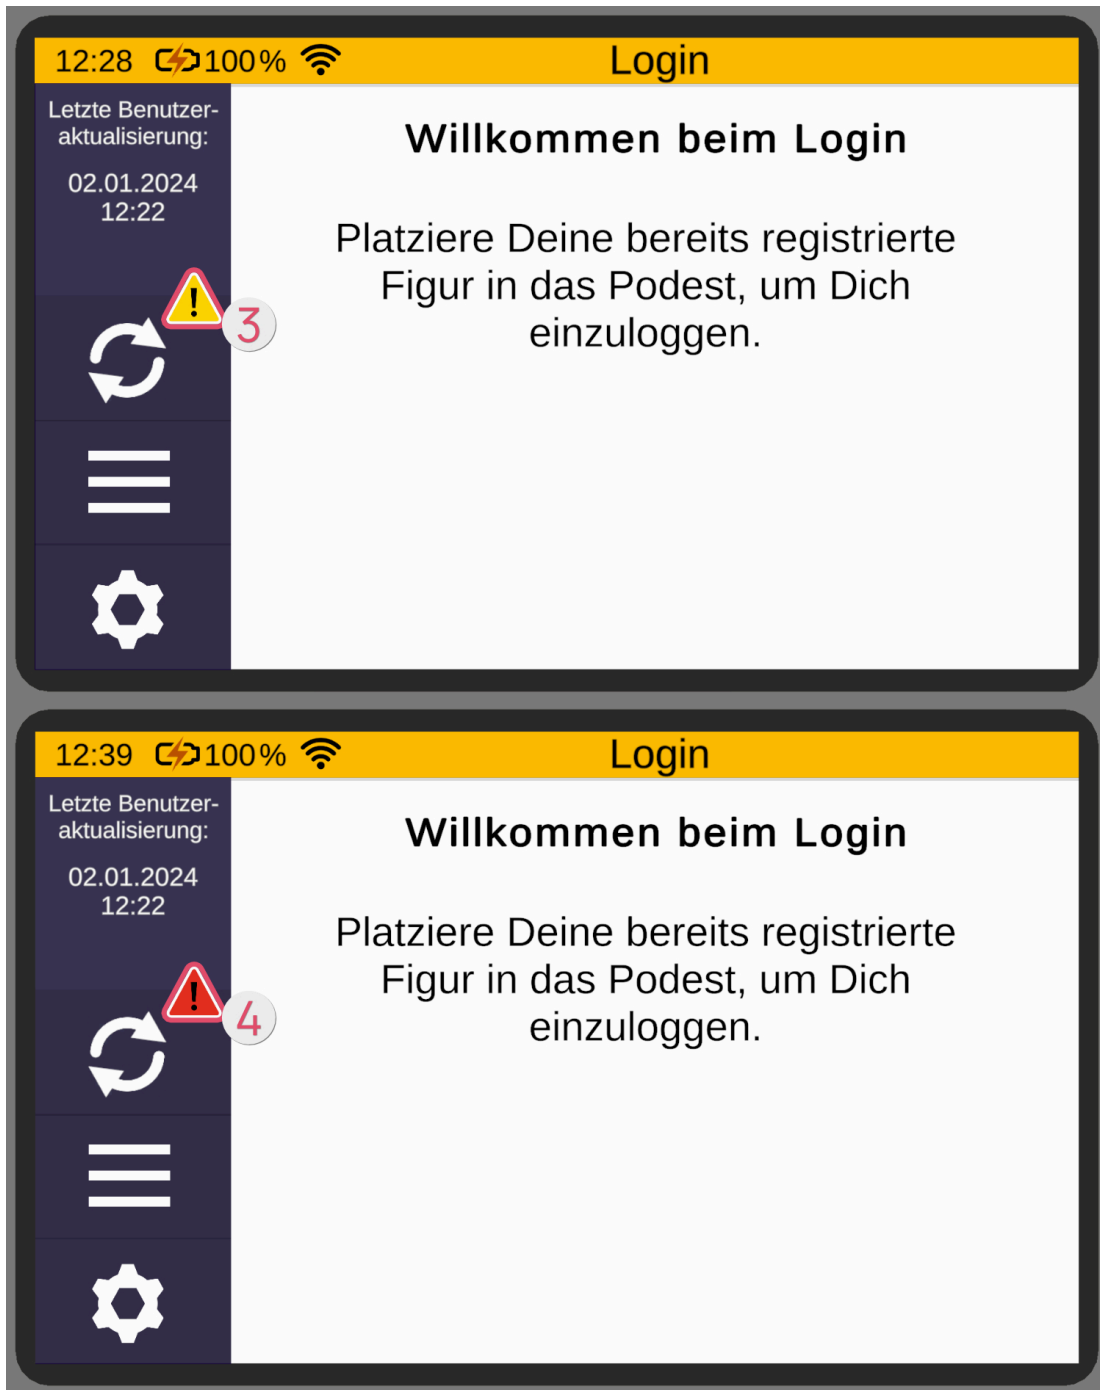 12:28 100% Login
Letzte Benutzer-
aktualisierung:
02.01.2024
12:22
Willkommen beim Login
Platziere Deine bereits registrierte
Figur in das Podest, um Dich
einzuloggen.
!
3
12:39 100% Login
Letzte Benutzer-
aktualisierung:
02.01.2024
12:22
Willkommen beim Login
Platziere Deine bereits registrierte
Figur in das Podest, um Dich
einzuloggen.
!
4